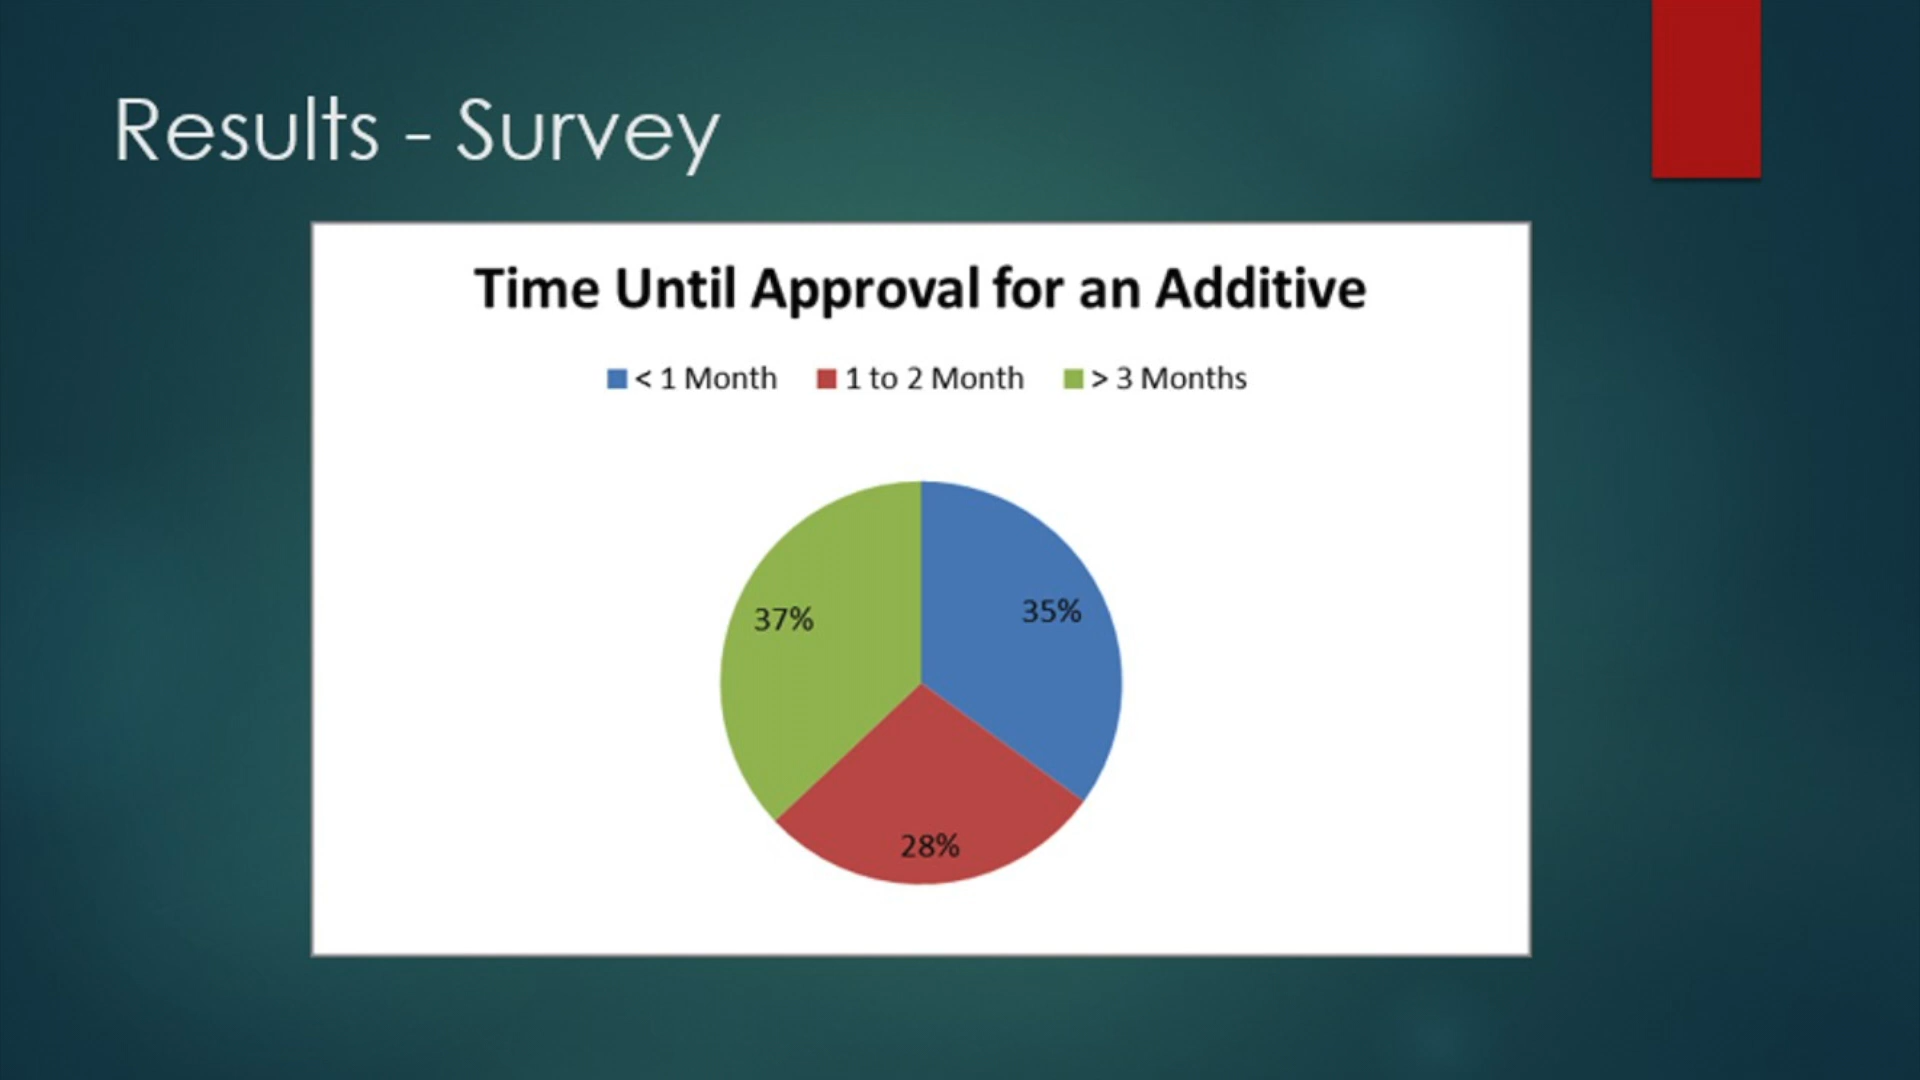 Results - Survey
Time Until Approval for an Additive
< 1 Month 1 to 2 Month > 3 Months
37%
35%
28%